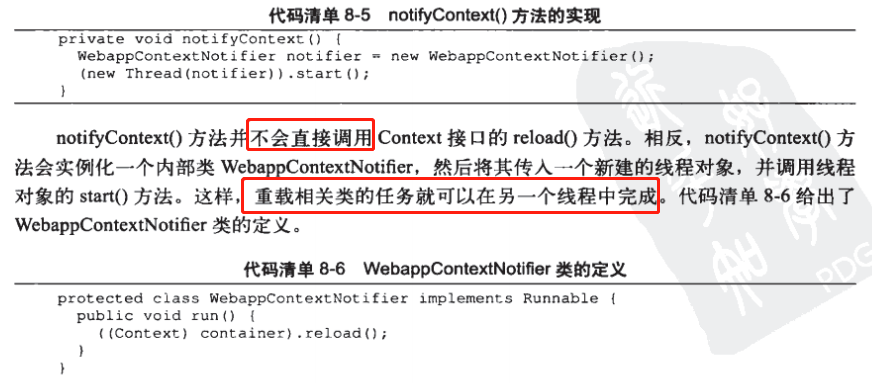 代码清单 8-5 notifyContext() 方法的实现
private void notifyContext() {
WebappContextNotifier notifier = new WebappContextNotifier();
(new Thread(notifier)).start();
}
notifyContext() 方法并不会直接调用 Context 接口的 reload() 方法。相反，notifyContext() 方
法会实例化一个内部类 WebappContextNotifier，然后将其传入一个新建的线程对象，并调用线程
对象的 start() 方法。这样，重载相关类的任务就可以在另一个线程中完成。代码清单 8-6 给出了
WebappContextNotifier 类的定义。
代码清单 8-6 WebappContextNotifier 类的定义
protected class WebappContextNotifier implements Runnable {
public void run() {
((Context) container).reload();
}
}
PDG